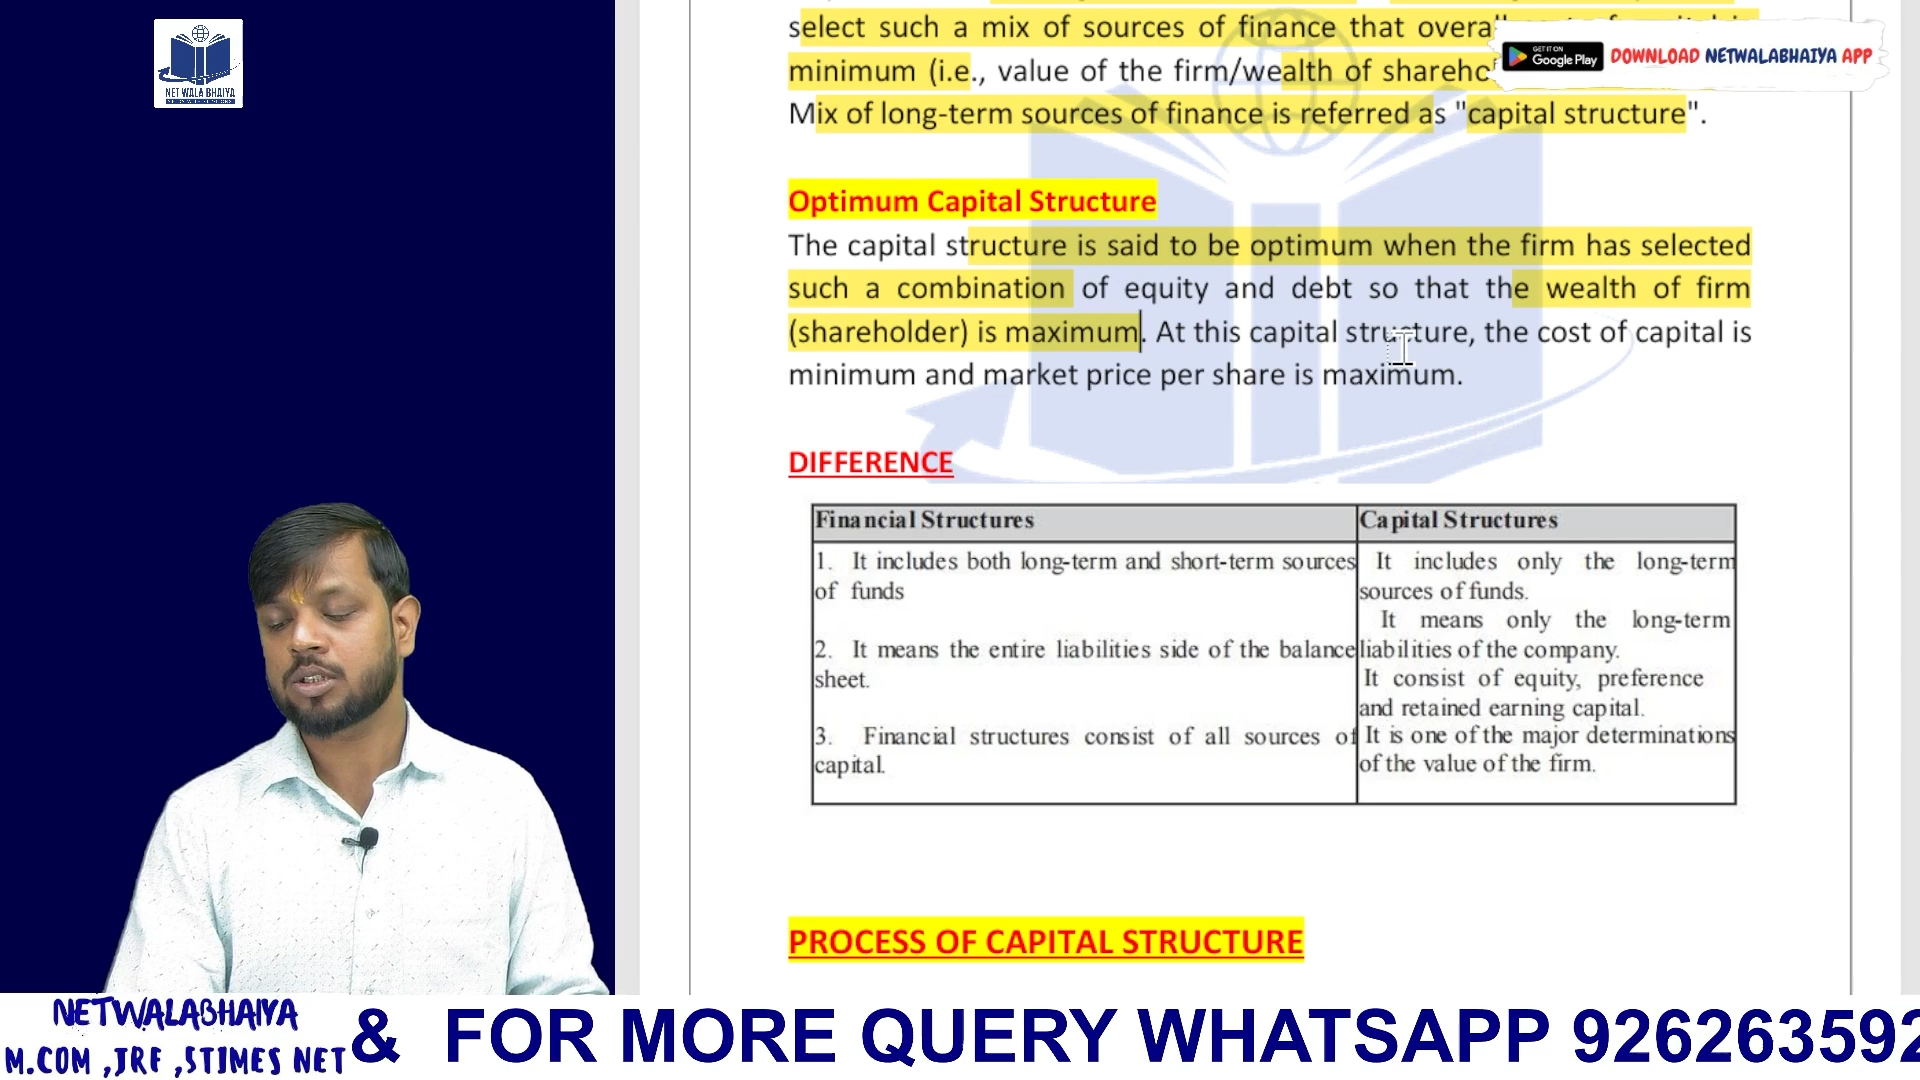 NET WALA BHAIYA
select such a mix of sources of finance that
minimum (i.e., value of the firm/wealth of
Mix of long-term sources of finance is referred as "capital structure".
GET IT ON
Google Play
DOWNLOAD NETWALABHAIYA APP
Optimum Capital Structure
The capital structure is said to be optimum when the firm has selected
such a combination of equity and debt so that the wealth of firm
(shareholder) is maximum. At this capital structure, the cost of capital is
minimum and market price per share is maximum.
DIFFERENCE
Financial Structures
1. It includes both long-term and short-term sources
of funds
2. It means the entire liabilities side of the balance
sheet.
3. Financial structures consist of all sources of
capital.
Capital Structures
It includes only the long-term
sources of funds.
It means only the long-term
liabilities of the company.
It consist of equity, preference
and retained earning capital.
It is one of the major determinations
of the value of the firm.
PROCESS OF CAPITAL STRUCTURE
NETWALABHAIYA
M.COM ,JRF ,5TIMES NET
& FOR MORE QUERY WHATSAPP 926263592